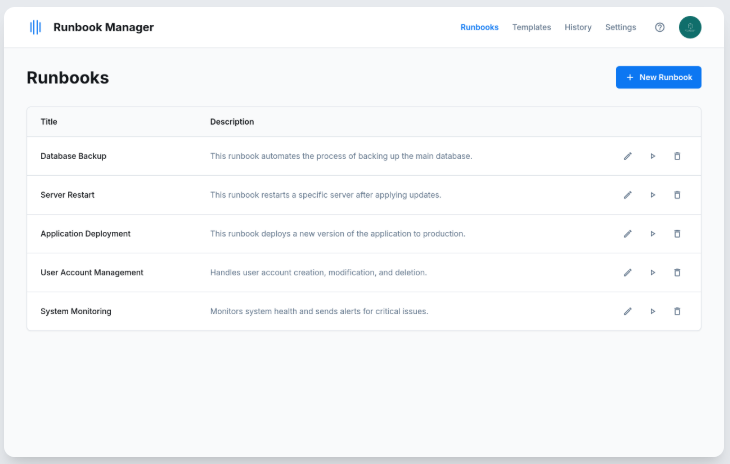 Runbook Manager
Runbooks Templates History Settings
Runbooks
+ New Runbook
Title Description
Database Backup This runbook automates the process of backing up the main database.
Server Restart This runbook restarts a specific server after applying updates.
Application Deployment This runbook deploys a new version of the application to production.
User Account Management Handles user account creation, modification, and deletion.
System Monitoring Monitors system health and sends alerts for critical issues.